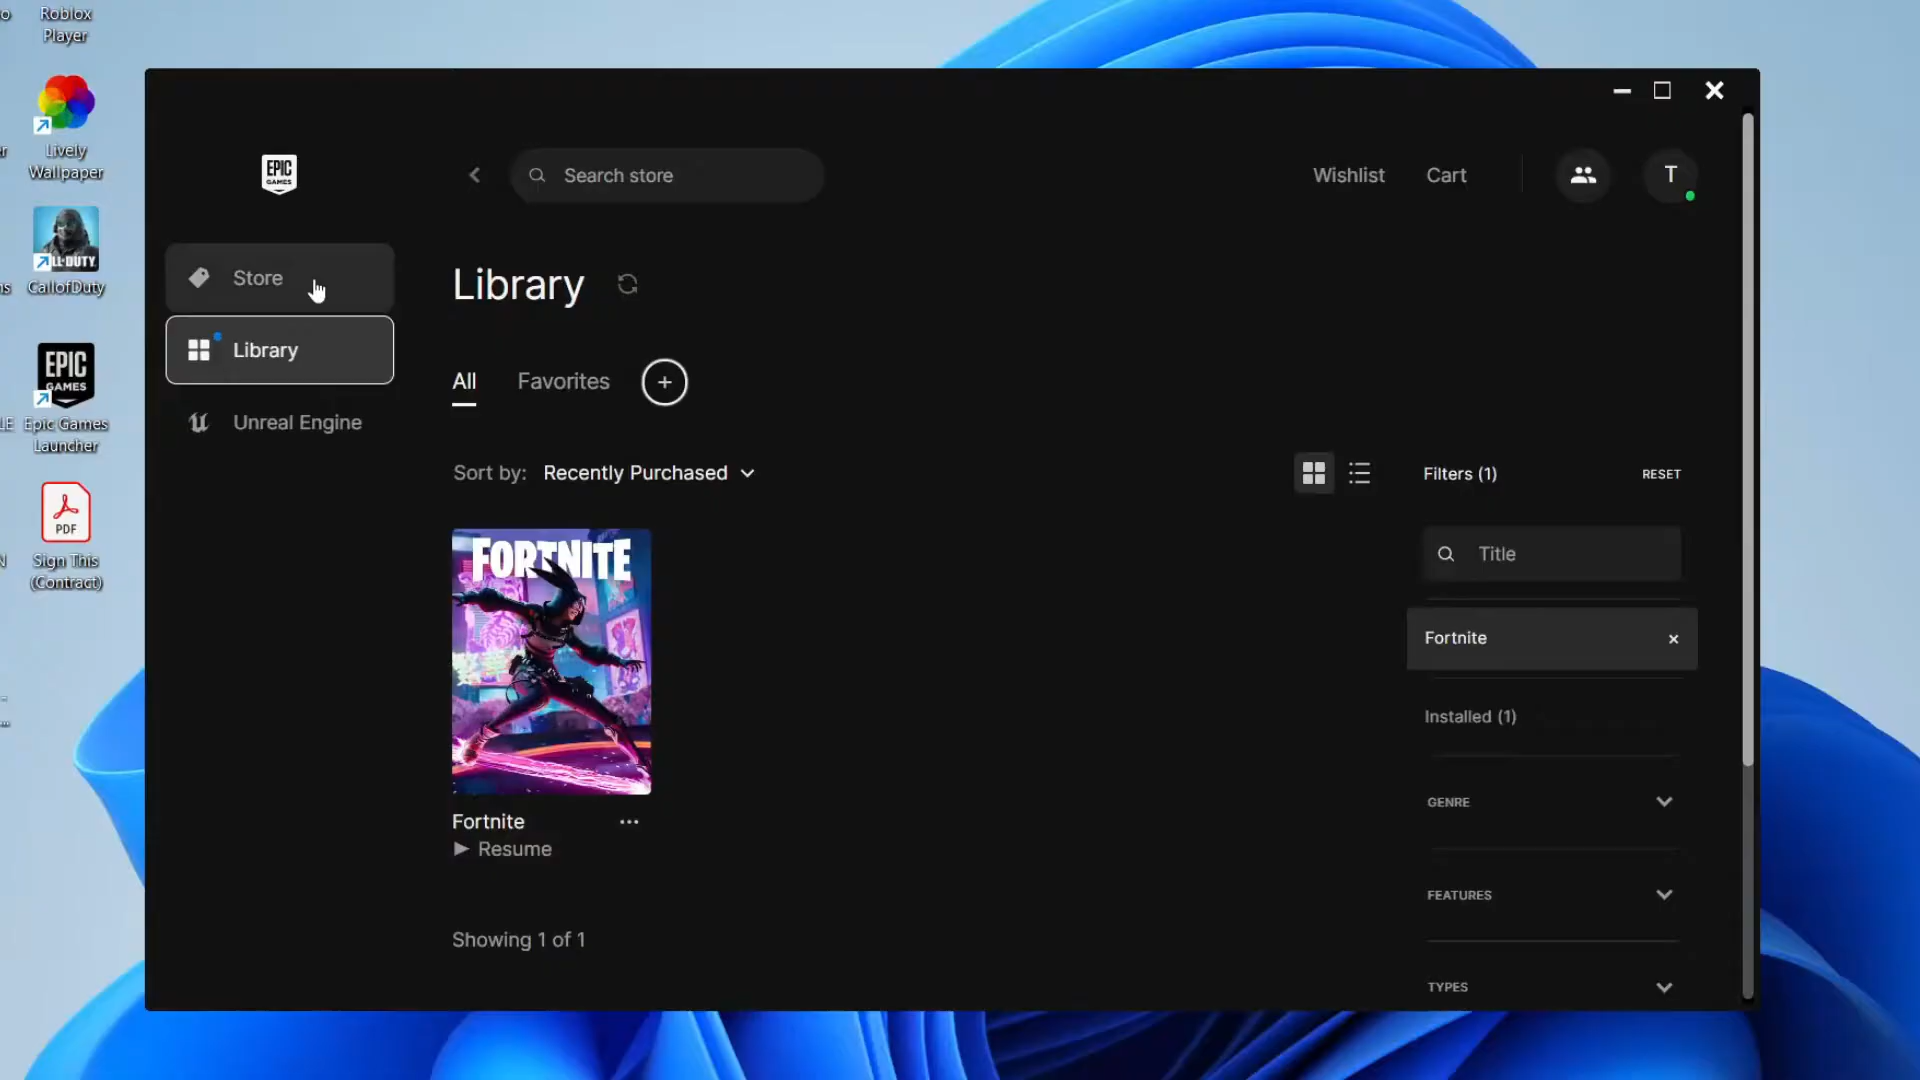 Roblox
Player
Lively
Wallpaper
CallofDuty
EPIC
GAMES
Epic Games
Launcher
PDF
Sign This
(Contract)
EPIC
GAMES
Search store
Wishlist
Cart
T
Store
Library
Unreal Engine
Library
All
Favorites
Sort by: Recently Purchased
Filters (1)
RESET
Title
Fortnite
Installed (1)
GENRE
FEATURES
TYPES
FORTNITE
Fortnite
Resume
Showing 1 of 1